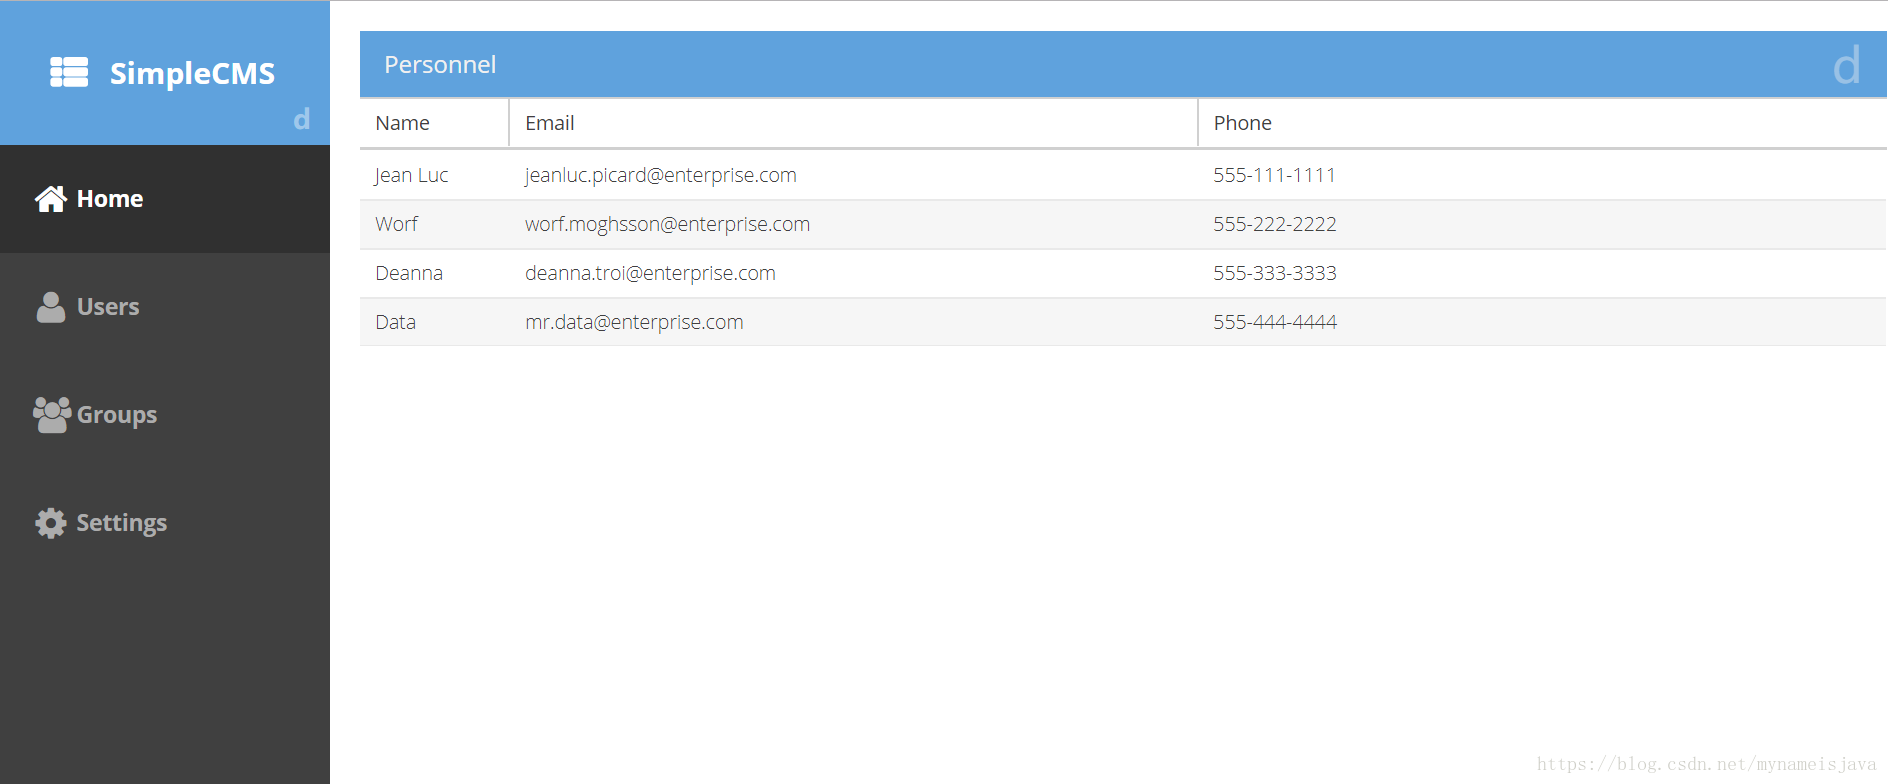 SimpleCMS
d
Home
Users
Groups
Settings
Personnel
d
Name Email Phone
Jean Luc jeanluc.picard@enterprise.com 555-111-1111
Worf worf.moghsson@enterprise.com 555-222-2222
Deanna deanna.troi@enterprise.com 555-333-3333
Data mr.data@enterprise.com 555-444-4444
https://blog.csdn.net/mynameisjava